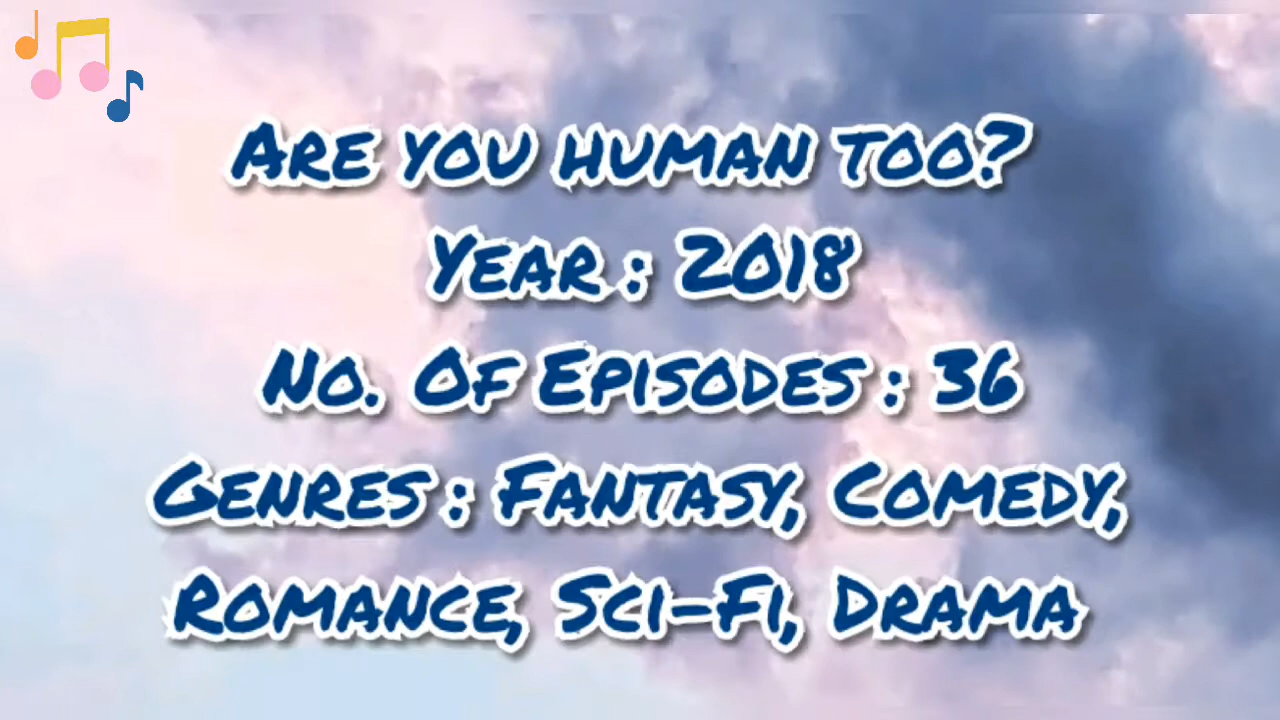 Are you human too?
Year : 2018
No. Of Episodes : 36
Genres : Fantasy, Comedy,
Romance, Sci-Fi, Drama